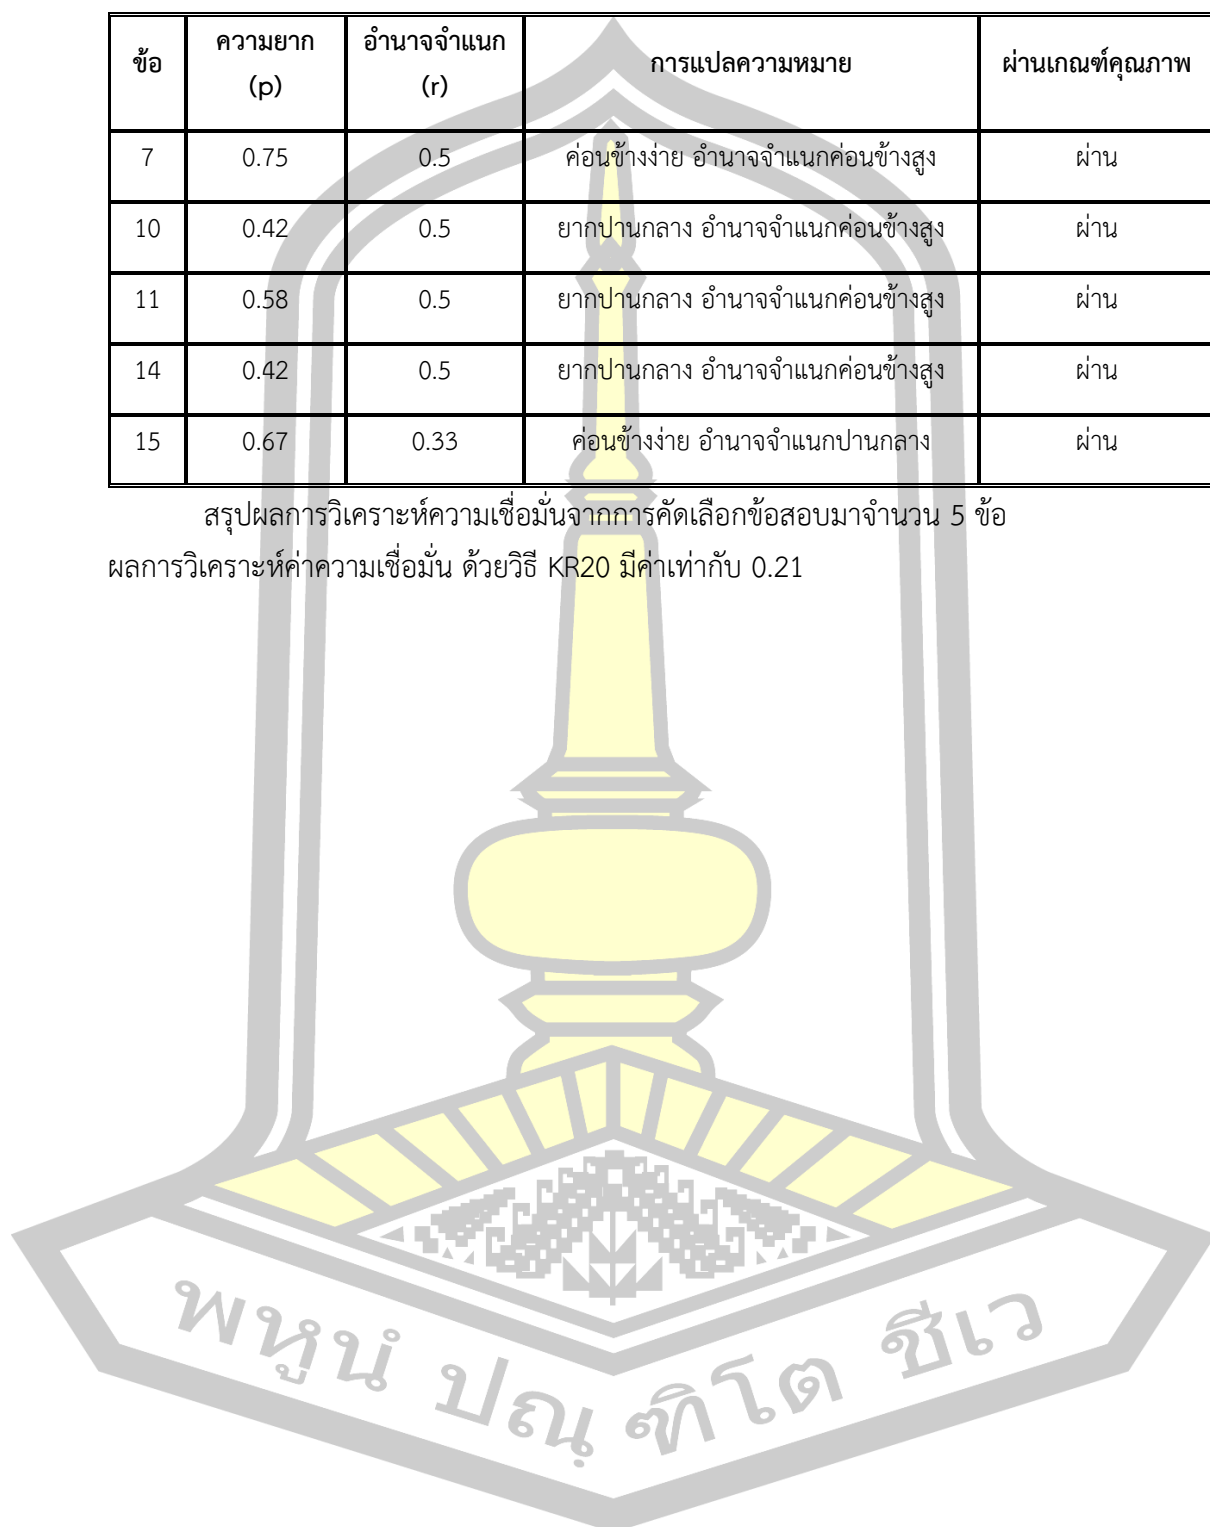 ข้อ ความยาก (p) อำนาจจำแนก (r) การแปลความหมาย ผ่านเกณฑ์คุณภาพ
7 0.75 0.5 ค่อนข้างง่าย อำนาจจำแนกค่อนข้างสูง ผ่าน
10 0.42 0.5 ยากปานกลาง อำนาจจำแนกค่อนข้างสูง ผ่าน
11 0.58 0.5 ยากปานกลาง อำนาจจำแนกค่อนข้างสูง ผ่าน
14 0.42 0.5 ยากปานกลาง อำนาจจำแนกค่อนข้างสูง ผ่าน
15 0.67 0.33 ค่อนข้างง่าย อำนาจจำแนกปานกลาง ผ่าน
สรุปผลการวิเคราะห์ความเชื่อมั่นจากการคัดเลือกข้อสอบมาจำนวน 5 ข้อ
ผลการวิเคราะห์ค่าความเชื่อมั่น ด้วยวิธี KR20 มีค่าเท่ากับ 0.21
พหูนํ ปณฺฑิโต ชีเว